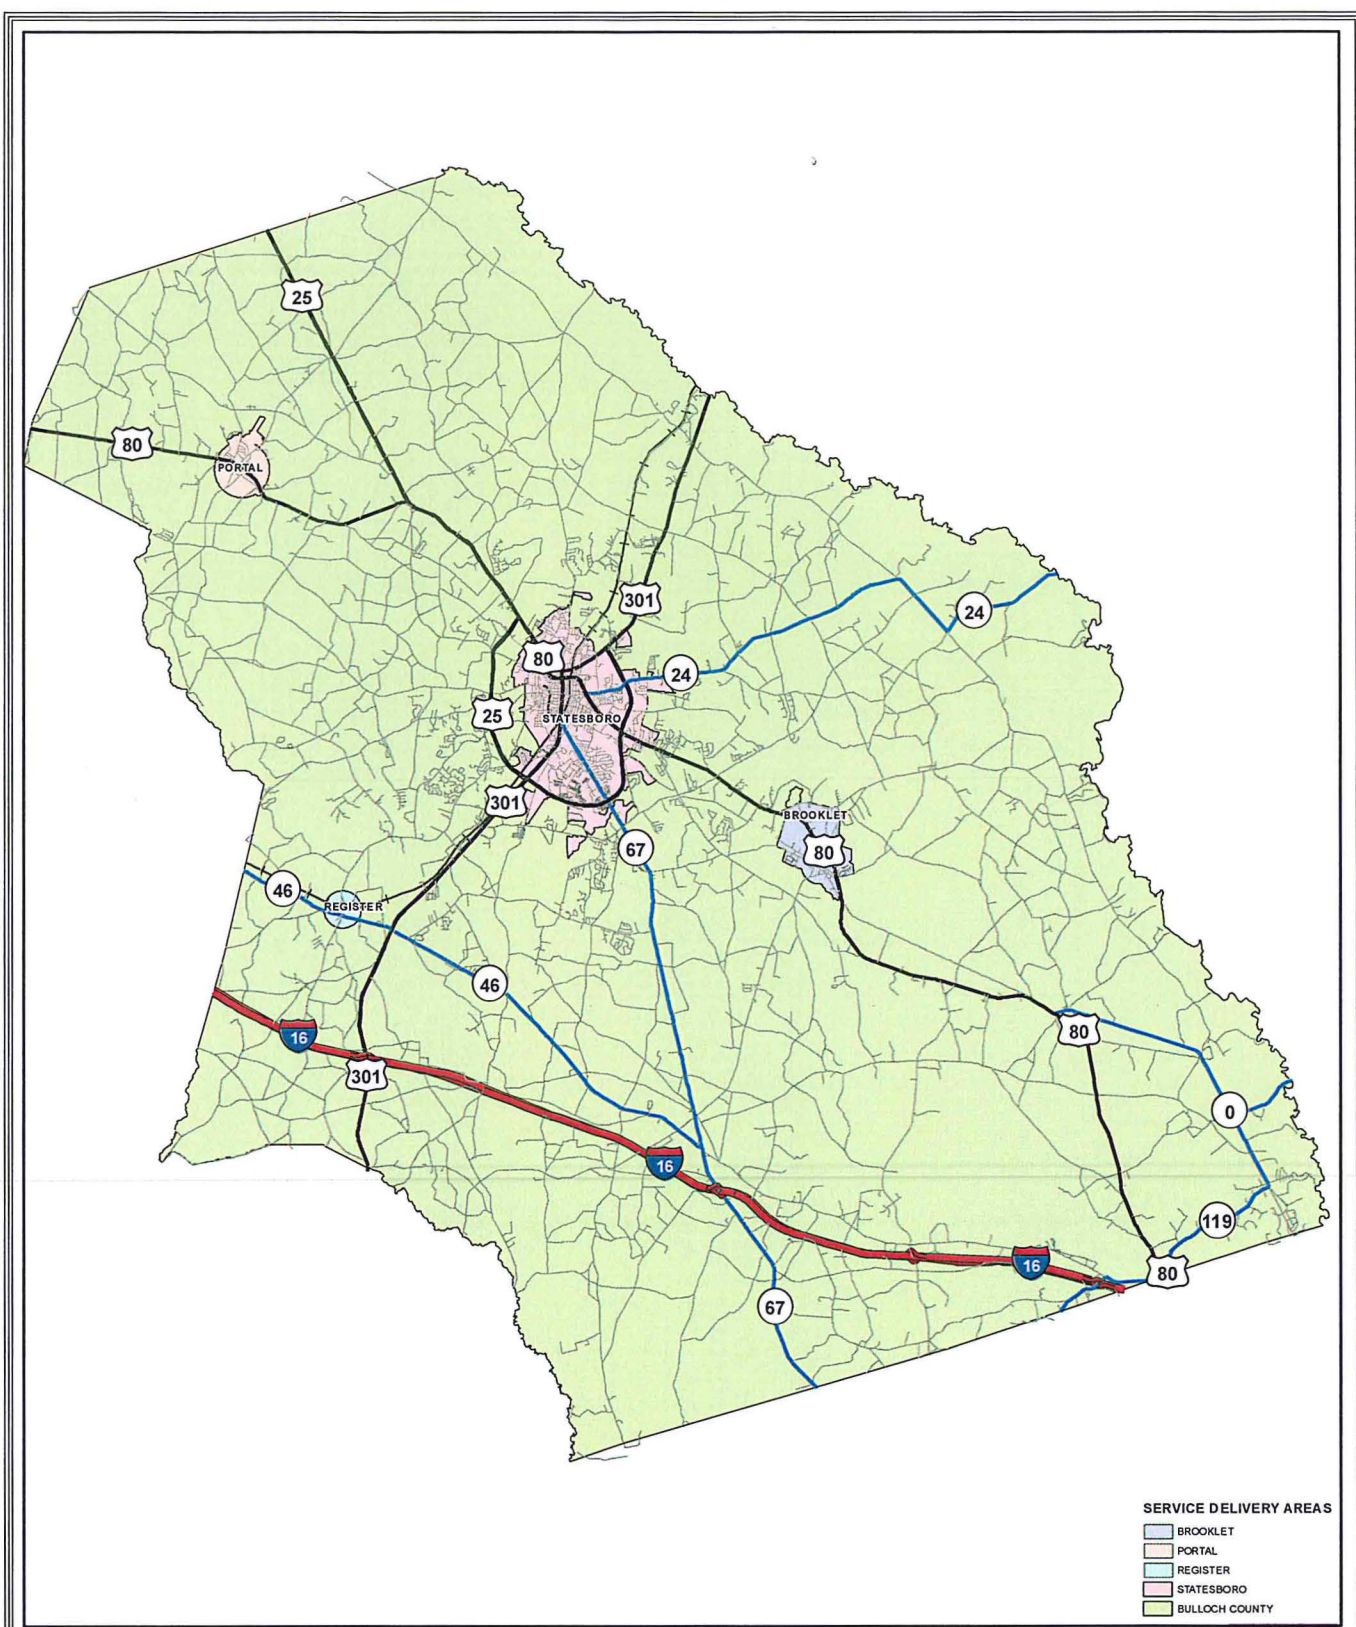 25
80
PORTAL
301
24
80
24
25
STATESBORO
301
BROOKLET
67
80
46
REGISTER
46
16
80
301
0
16
119
16
80
67
SERVICE DELIVERY AREAS
BROOKLET
PORTAL
REGISTER
STATESBORO
BULLOCH COUNTY